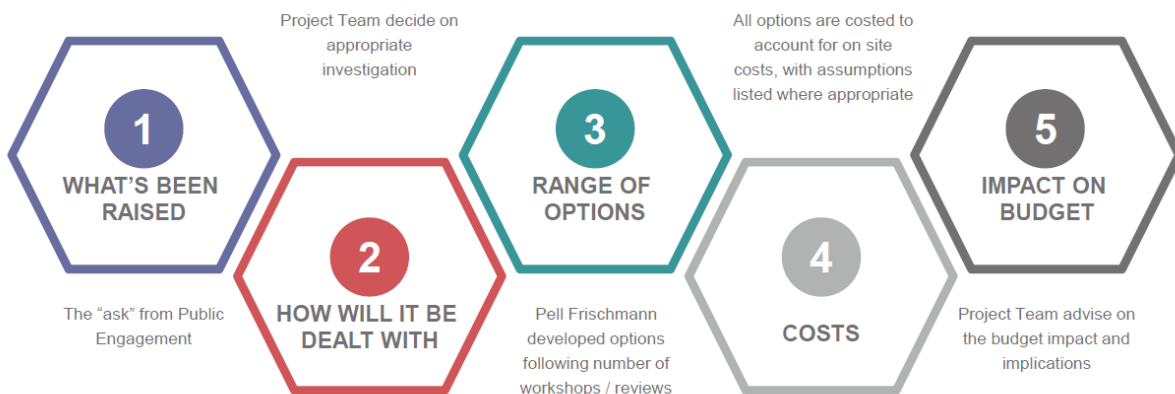 1
WHAT'S BEEN
RAISED
The “ask” from Public
Engagement
Project Team decide on
appropriate
investigation
2
HOW WILL IT BE
DEALT WITH
3
RANGE OF
OPTIONS
Pell Frischmann
developed options
following number of
workshops / reviews
All options are costed to
account for on site
costs, with assumptions
listed where appropriate
4
COSTS
5
IMPACT ON
BUDGET
Project Team advise on
the budget impact and
implications